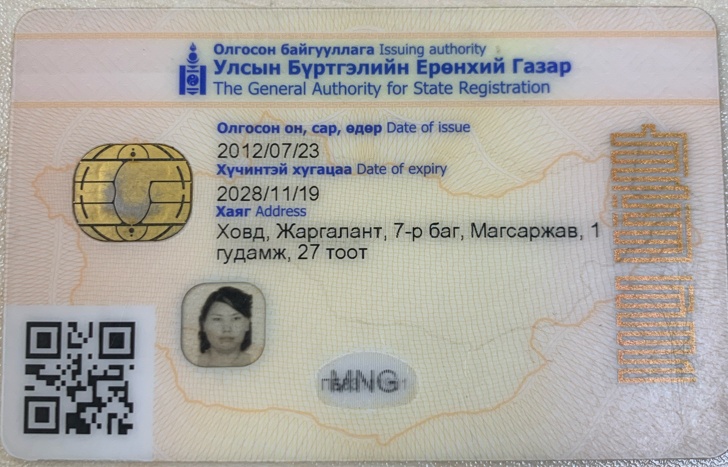 Олгосон байгууллага Issuing authority
Улсын Бүртгэлийн Ерөнхий Газар
The General Authority for State Registration
Олгосон он, сар, өдөр Date of issue
2012/07/23
Хүчинтэй хугацаа Date of expiry
2028/11/19
Хаяг Address
Ховд, Жаргалант, 7-р баг, Магсаржав, 1
гудамж, 27 тоот
MNG